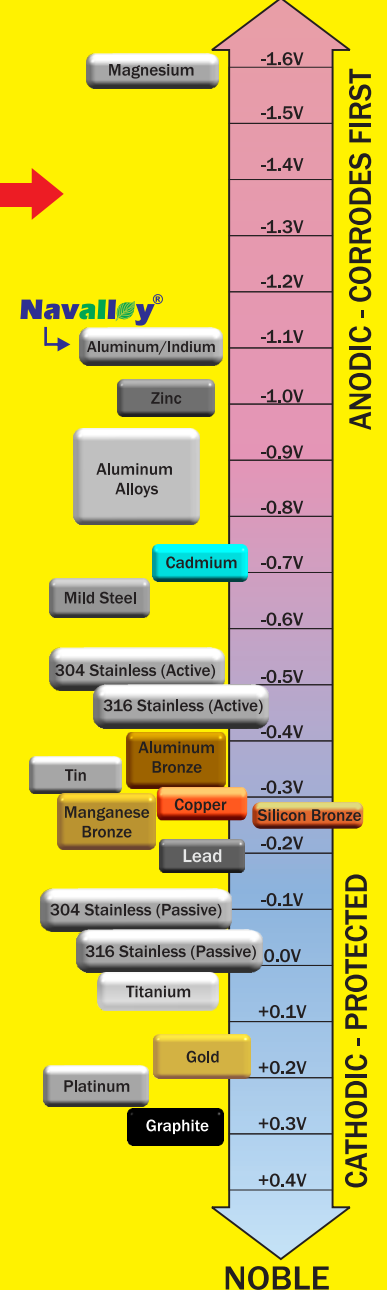 Magnesium
-1.6V
-1.5V
-1.4V
-1.3V
-1.2V
Navalloy®
Aluminum/Indium
-1.1V
Zinc
-1.0V
Aluminum
Alloys
-0.9V
-0.8V
Cadmium
-0.7V
Mild Steel
-0.6V
304 Stainless (Active)
-0.5V
316 Stainless (Active)
-0.4V
Aluminum
Bronze
Tin
-0.3V
Copper
Manganese
Bronze
Silicon Bronze
-0.2V
Lead
304 Stainless (Passive)
-0.1V
316 Stainless (Passive)
0.0V
Titanium
+0.1V
Gold
+0.2V
Platinum
Graphite
+0.3V
+0.4V
ANODIC - CORRODES FIRST
CATHODIC - PROTECTED
NOBLE